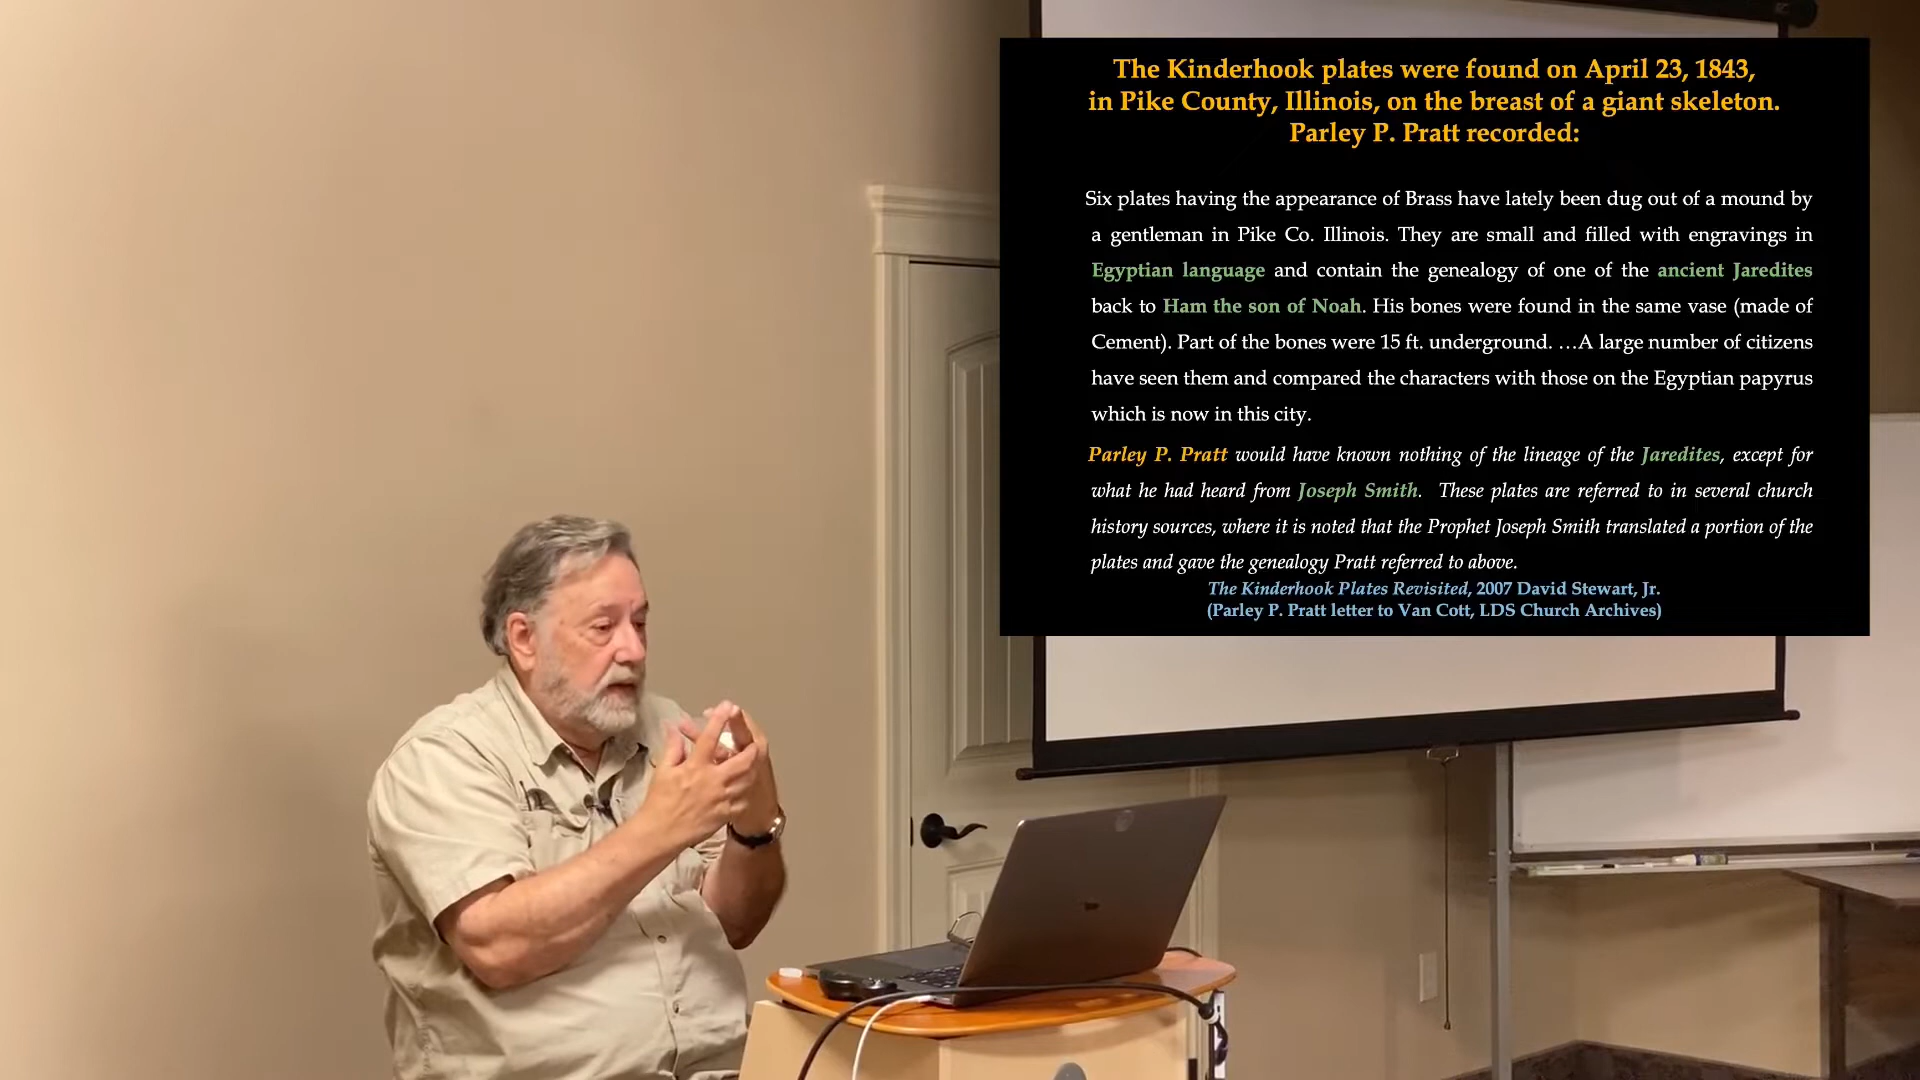 The Kinderhook plates were found on April 23, 1843,
in Pike County, Illinois, on the breast of a giant skeleton.
Parley P. Pratt recorded:
Six plates having the appearance of Brass have lately been dug out of a mound by
a gentleman in Pike Co. Illinois. They are small and filled with engravings in
Egyptian language and contain the genealogy of one of the ancient Jaredites
back to Ham the son of Noah. His bones were found in the same vase (made of
Cement). Part of the bones were 15 ft. underground. …A large number of citizens
have seen them and compared the characters with those on the Egyptian papyrus
which is now in this city.
Parley P. Pratt would have known nothing of the lineage of the Jaredites, except for
what he had heard from Joseph Smith. These plates are referred to in several church
history sources, where it is noted that the Prophet Joseph Smith translated a portion of the
plates and gave the genealogy Pratt referred to above.
The Kinderhook Plates Revisited, 2007 David Stewart, Jr.
(Parley P. Pratt letter to Van Cott, LDS Church Archives)